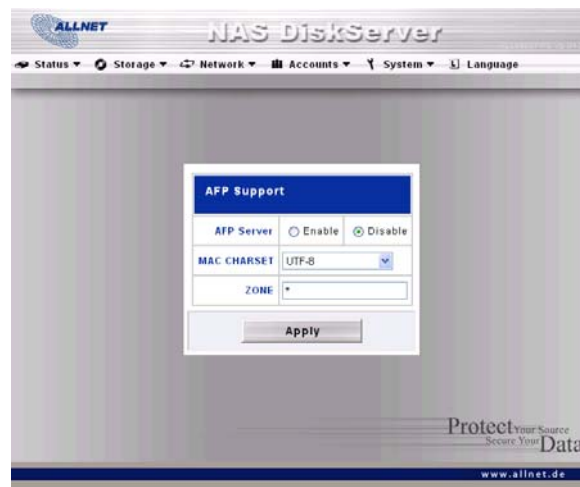 ALLNET
NAS DiskServer
Status Storage Network Accounts System Language
AFP Support
AFP Server Enable Disable
MAC CHARSET UTF-8
ZONE *
Apply
Protect Your Source
Secure Your Data
www.allnet.de